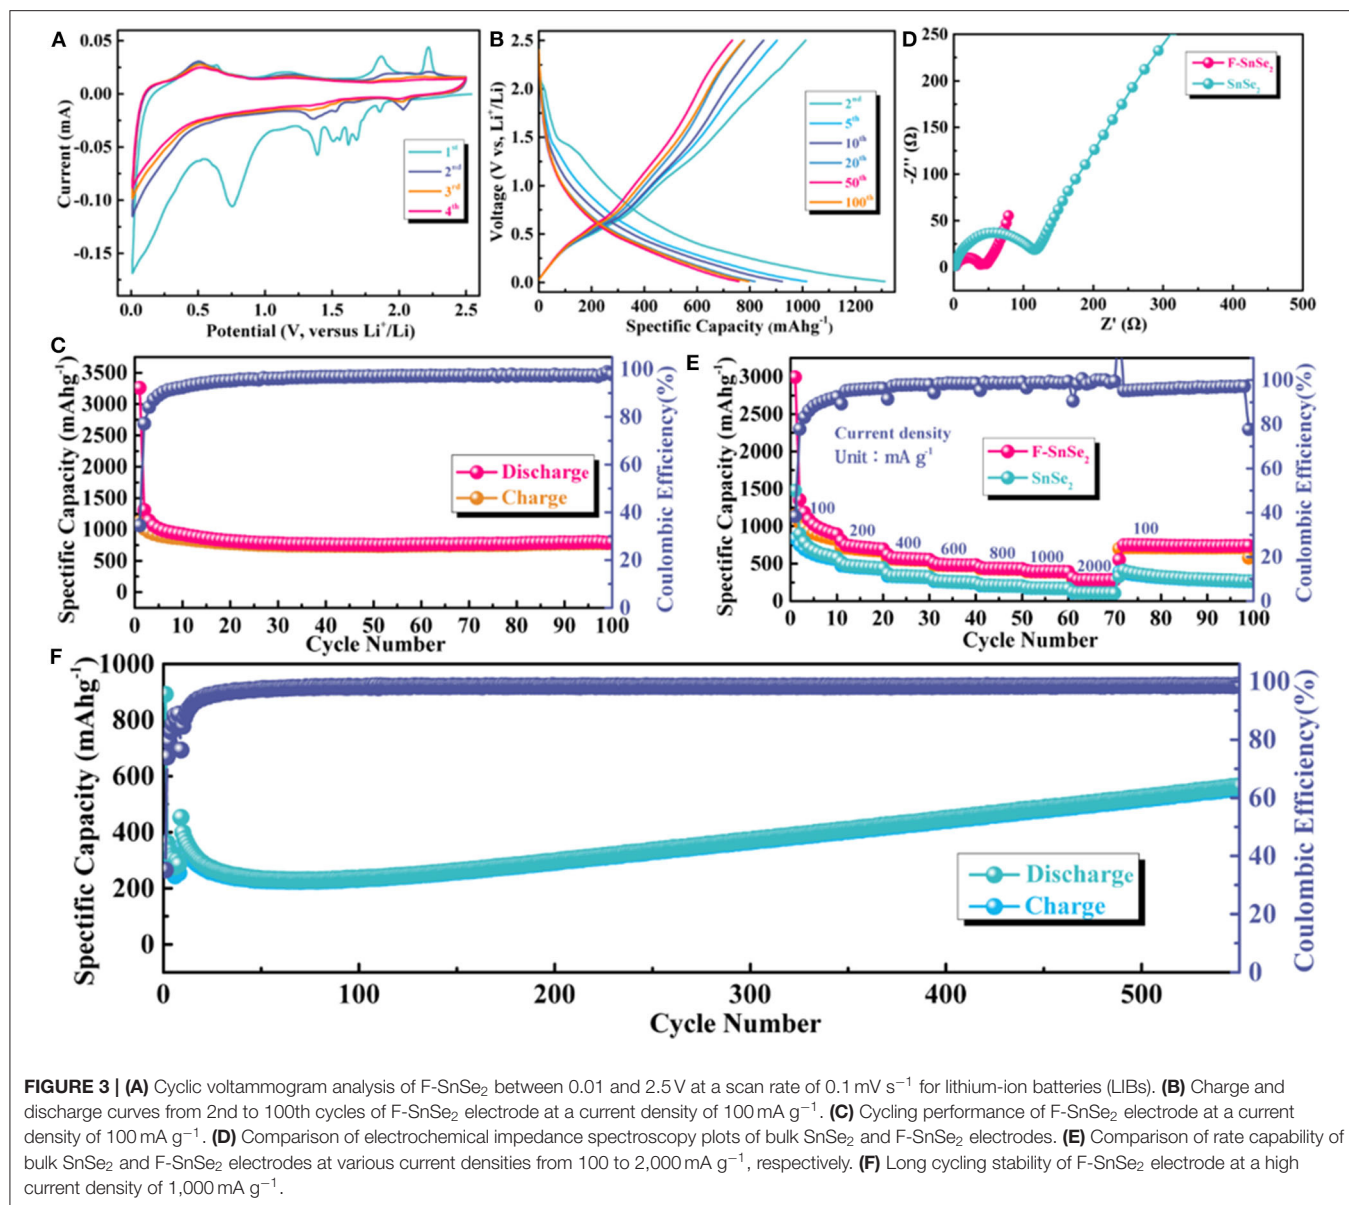 A
0.05
0.00
-0.05
-0.10
-0.15
Current (mA)
0.0
0.5
1.0
1.5
2.0
2.5
Potential (V, versus Li⁺/Li)
1ˢᵗ
2ⁿᵈ
3ʳᵈ
4ᵗʰ
B
2.5
2.0
1.5
1.0
0.5
0.0
Voltage (V vs, Li⁺/Li)
0
200
400
600
800
1000
1200
Spectific Capacity (mAhg⁻¹)
2ⁿᵈ
5ᵗʰ
10ᵗʰ
20ᵗʰ
50ᵗʰ
100ᵗʰ
D
250
200
150
100
50
0
-Z'' (Ω)
0
100
200
300
400
500
Z' (Ω)
F-SnSe₂
SnSe₂
C
3500
3000
2500
2000
1500
1000
500
0
Spectific Capacity (mAhg⁻¹)
0
10
20
30
40
50
60
70
80
90
100
Cycle Number
100
80
60
40
20
0
Coulombic Efficiency(%)
Discharge
Charge
E
3000
2500
2000
1500
1000
500
0
Spectific Capacity (mAhg⁻¹)
0
10
20
30
40
50
60
70
80
90
100
Cycle Number
100
80
60
40
20
0
Coulombic Efficiency(%)
Current density
Unit：mA g⁻¹
F-SnSe₂
SnSe₂
100
200
400
600
800
1000
2000
100
F
1000
800
600
400
200
0
Spectific Capacity (mAhg⁻¹)
0
100
200
300
400
500
Cycle Number
100
80
60
40
20
0
Coulombic Efficiency(%)
Discharge
Charge
FIGURE 3 | (A) Cyclic voltammogram analysis of F-SnSe₂ between 0.01 and 2.5 V at a scan rate of 0.1 mV s⁻¹ for lithium-ion batteries (LIBs). (B) Charge and
discharge curves from 2nd to 100th cycles of F-SnSe₂ electrode at a current density of 100 mA g⁻¹. (C) Cycling performance of F-SnSe₂ electrode at a current
density of 100 mA g⁻¹. (D) Comparison of electrochemical impedance spectroscopy plots of bulk SnSe₂ and F-SnSe₂ electrodes. (E) Comparison of rate capability of
bulk SnSe₂ and F-SnSe₂ electrodes at various current densities from 100 to 2,000 mA g⁻¹, respectively. (F) Long cycling stability of F-SnSe₂ electrode at a high
current density of 1,000 mA g⁻¹.